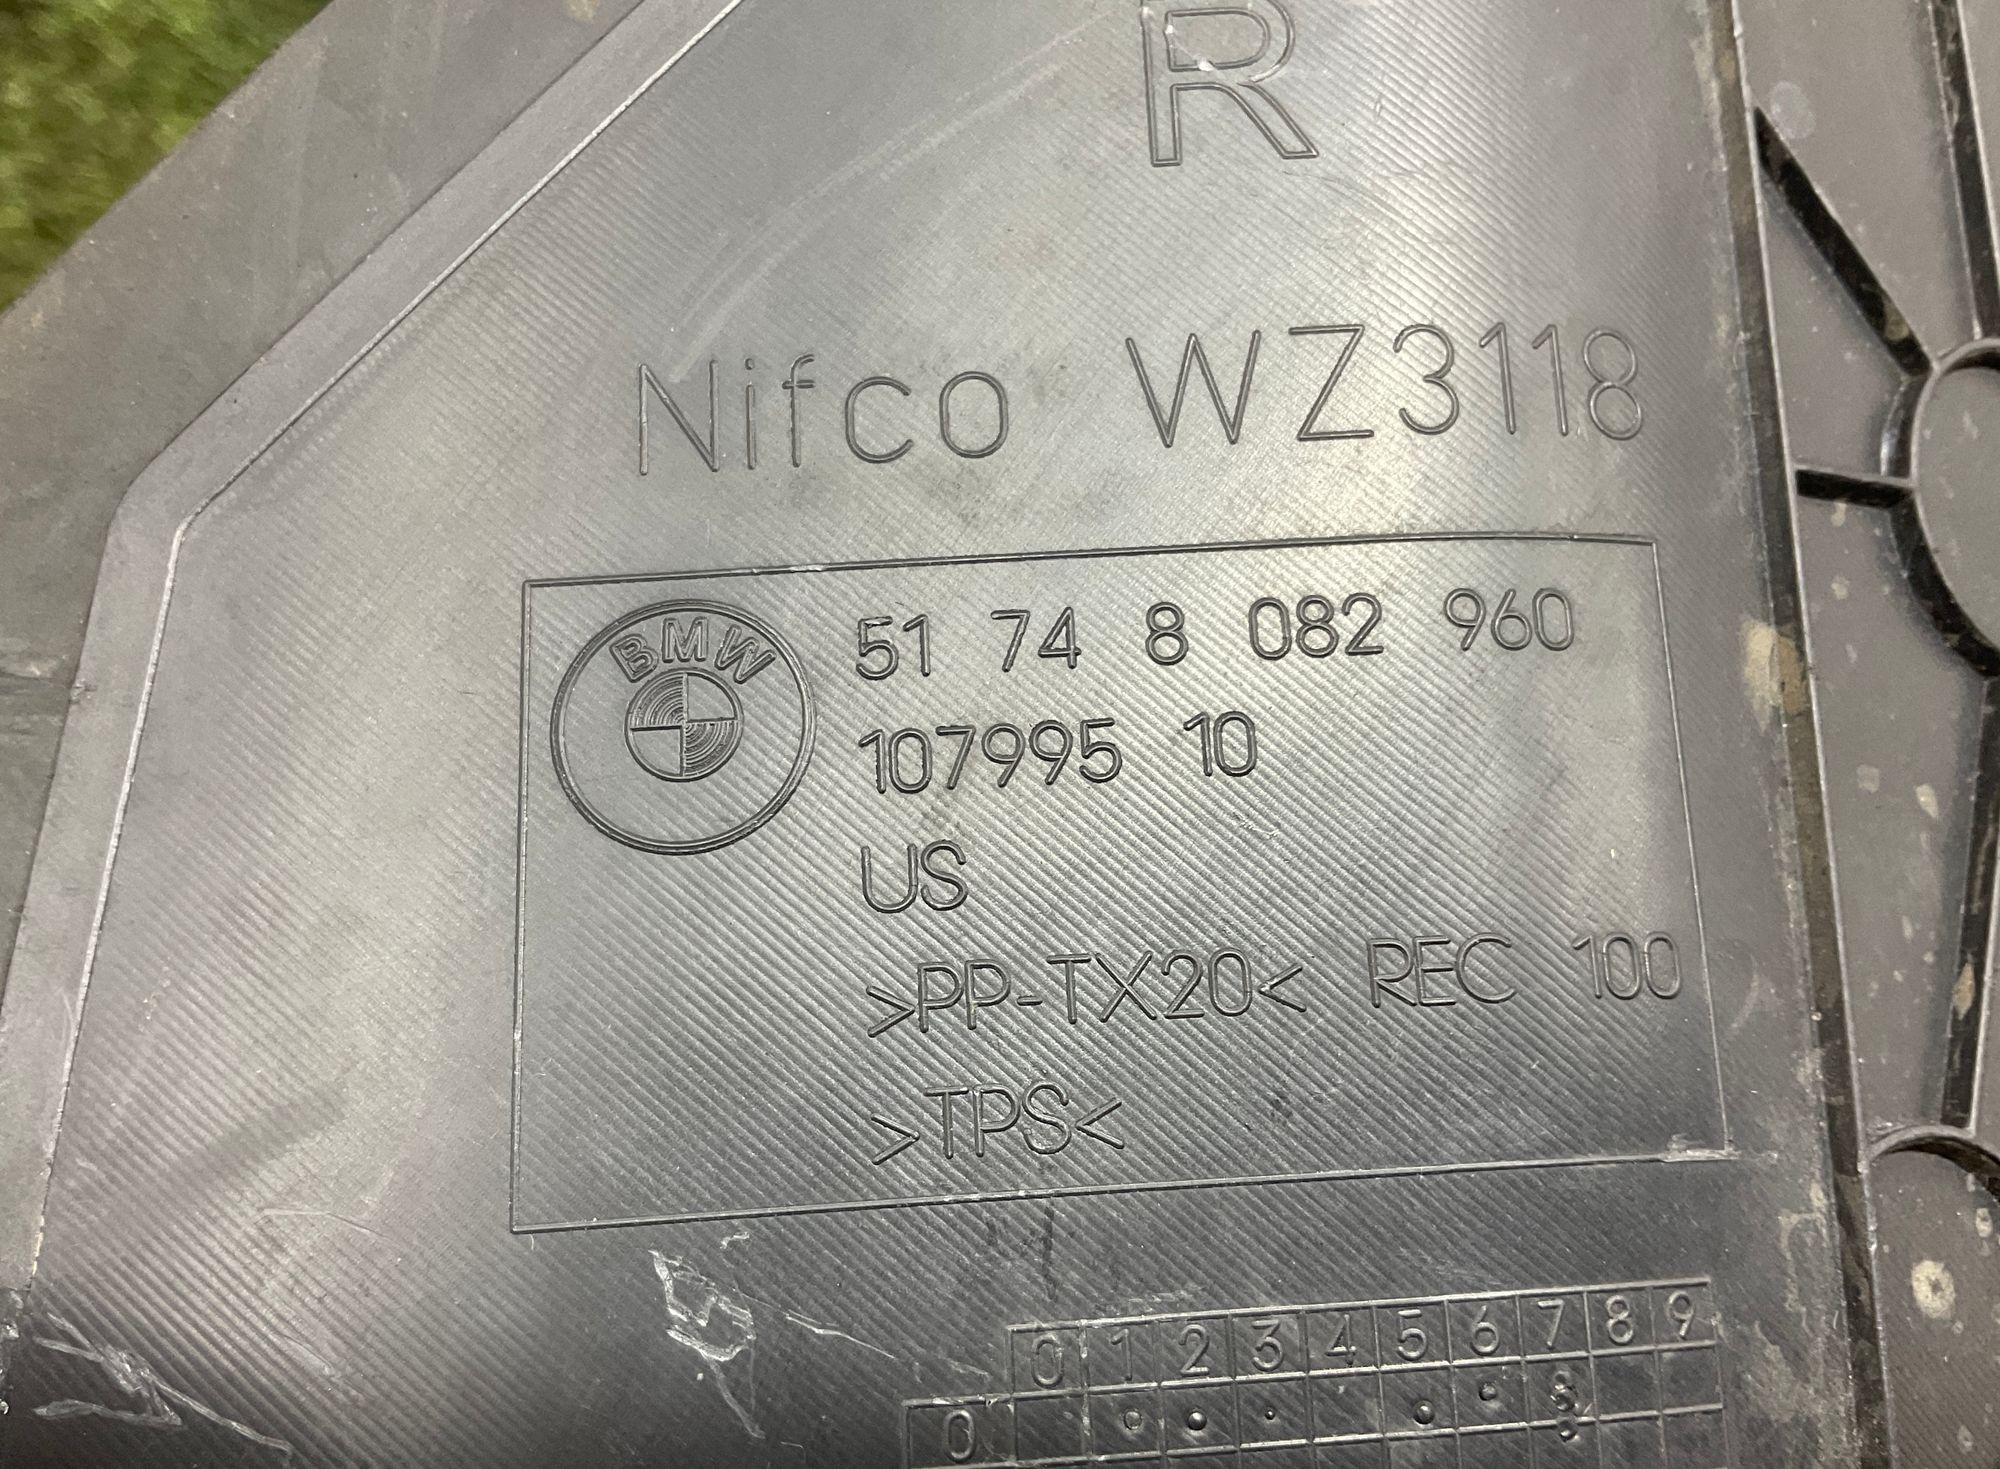 R
Nifco WZ3118
BMW
51 74 8 082 960
107995 10
US
>PP-TX20< REC 100
>TPS<
0 1 2 3 4 5 6 7 8 9
0